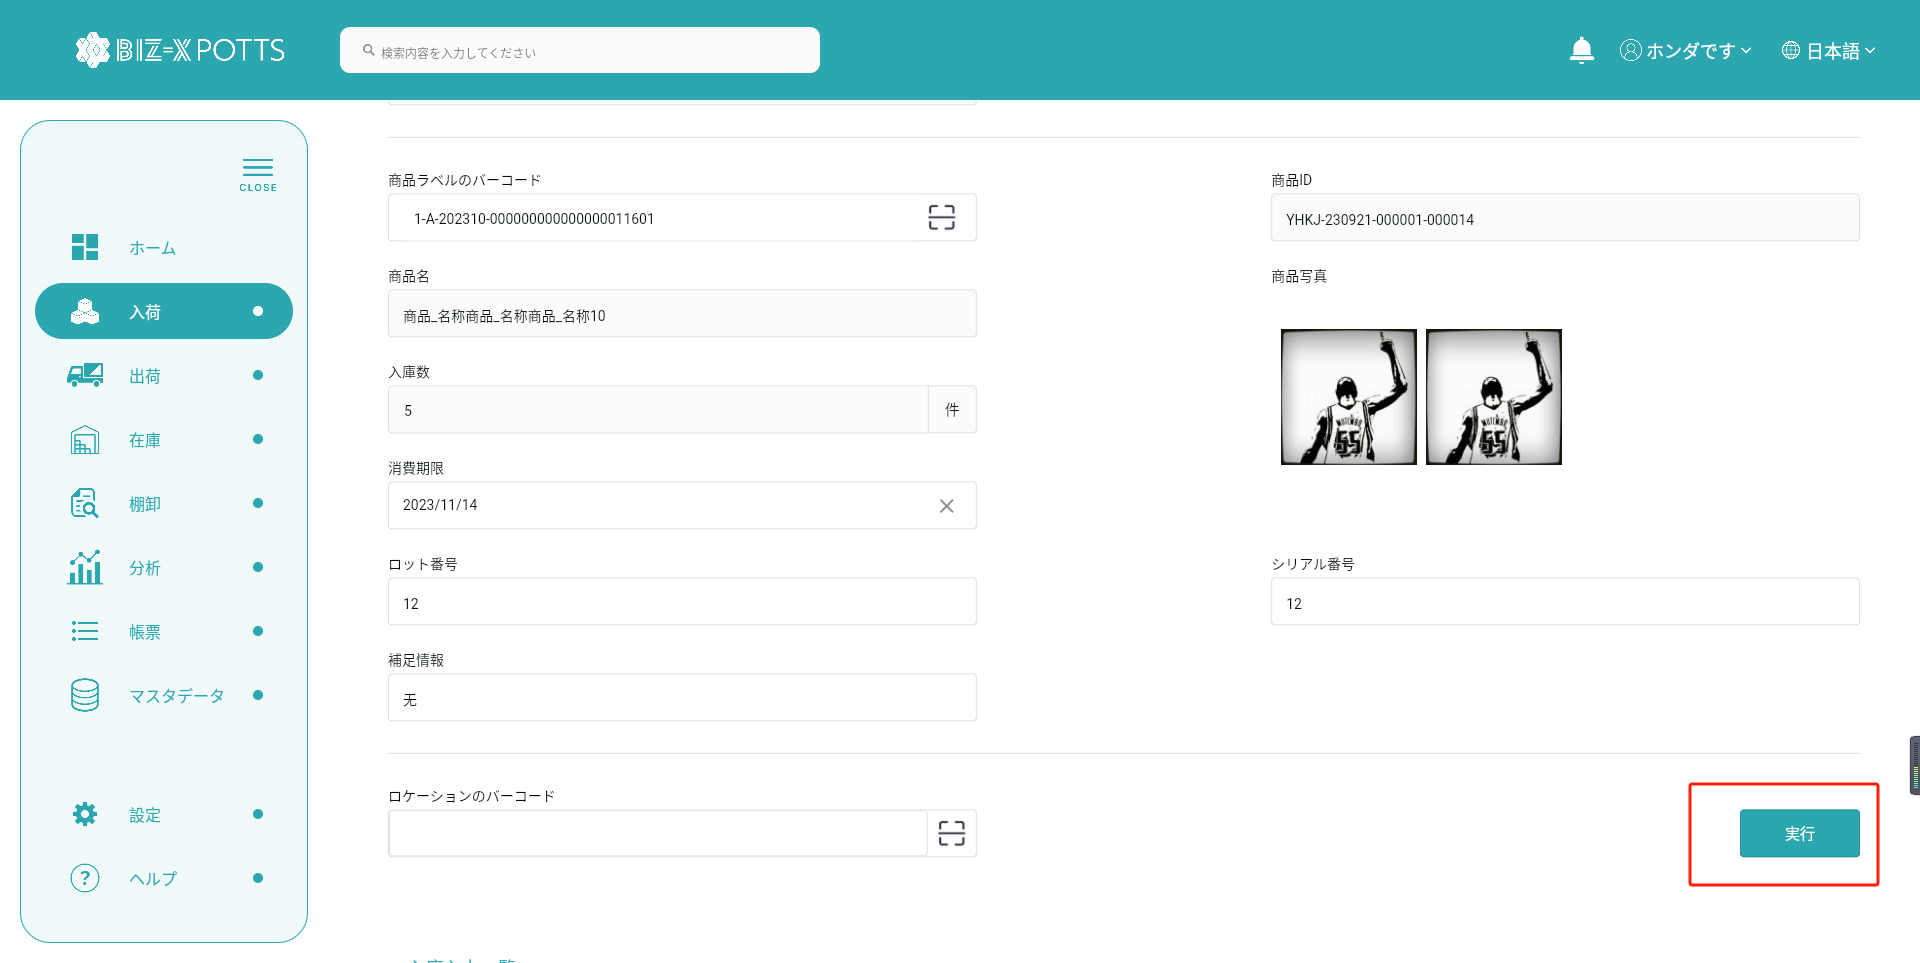 BIZ-X POTTS
検索内容を入力してください
ホンダです
日本語
CLOSE
ホーム
入荷
出荷
在庫
棚卸
分析
帳票
マスタデータ
設定
ヘルプ
商品ラベルのバーコード
1-A-202310-000000000000000011601
商品ID
YHKJ-230921-000001-000014
商品名
商品_名称商品_名称商品_名称10
商品写真
MUTOMBO
55
MUTOMBO
55
入庫数
5
件
消費期限
2023/11/14
ロット番号
12
シリアル番号
12
補足情報
无
ロケーションのバーコード
実行